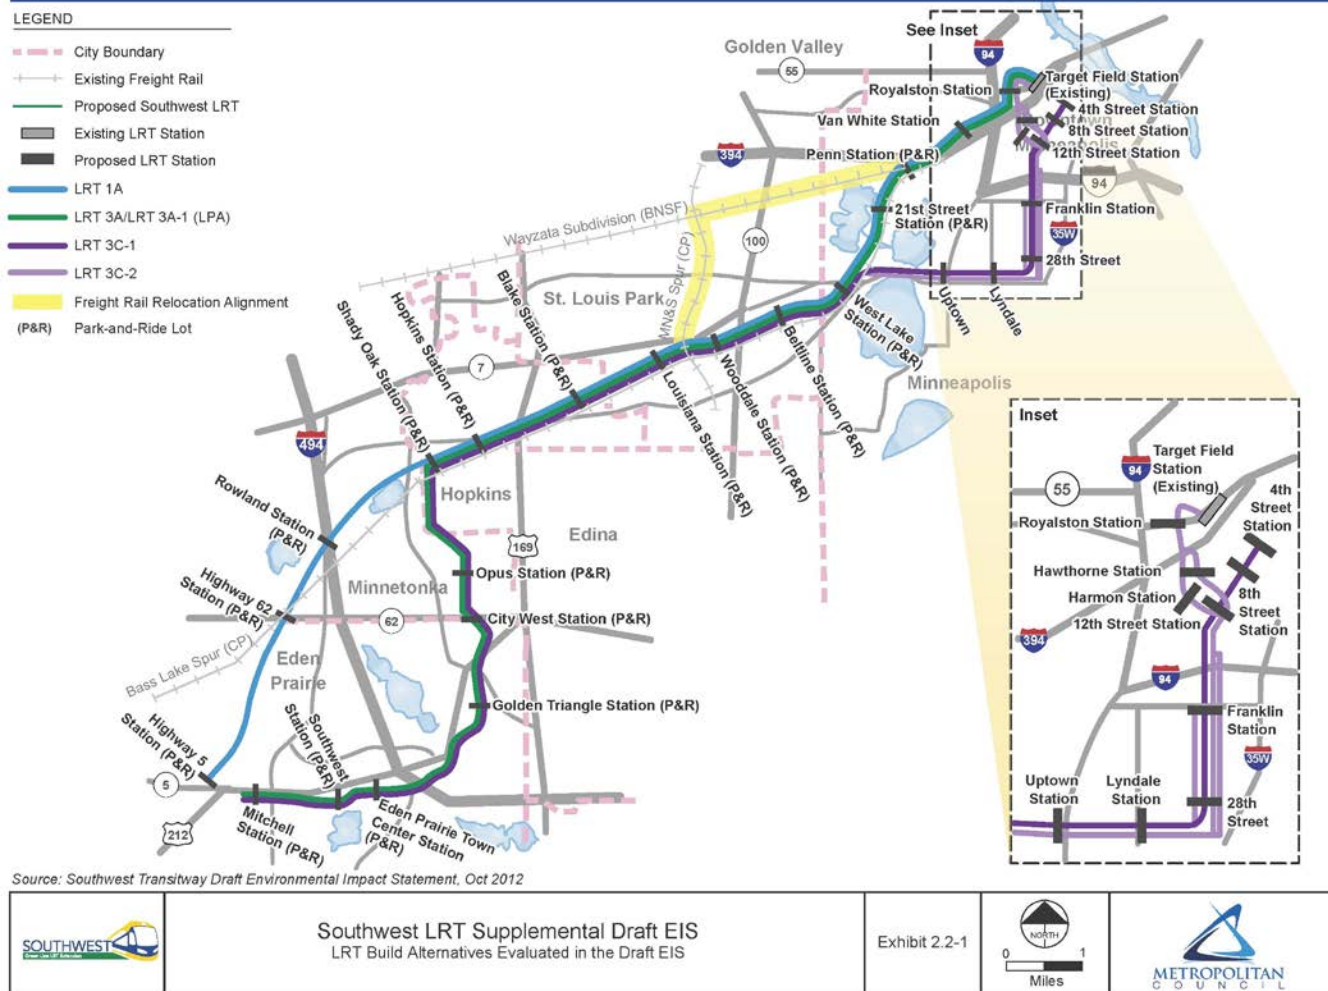 LEGEND
City Boundary
Existing Freight Rail
Proposed Southwest LRT
Existing LRT Station
Proposed LRT Station
LRT 1A
LRT 3A/LRT 3A-1 (LPA)
LRT 3C-1
LRT 3C-2
Freight Rail Relocation Alignment
(P&R) Park-and-Ride Lot
See Inset
Golden Valley
94
55
Target Field Station
(Existing)
Royalston Station
4th Street Station
Van White Station
8th Street Station
Downtown
Minneapolis
12th Street Station
394
Penn Station (P&R)
94
21st Street
Station (P&R)
Franklin Station
35W
Wayzata Subdivision (BNSF)
100
MN&S Spur (CP)
28th Street
St. Louis Park
Blake Station (P&R)
Hopkins Station (P&R)
Shady Oak Station (P&R)
West Lake
Station (P&R)
Uptown
Lyndale
Beltline Station (P&R)
Wooddale Station (P&R)
Louisiana Station (P&R)
7
Minneapolis
494
Hopkins
Rowland Station
(P&R)
Edina
169
Opus Station (P&R)
Minnetonka
Highway 62
Station (P&R)
62
City West Station (P&R)
Bass Lake Spur (CP)
Eden
Prairie
Golden Triangle Station (P&R)
Highway 5
Station (P&R)
Southwest
Station (P&R)
5
212
Mitchell
Station (P&R)
Eden Prairie Town
Center Station
(P&R)
Inset
94
Target Field
Station
(Existing)
55
4th
Street
Station
Royalston Station
Hawthorne Station
Harmon Station
8th
Street
Station
12th Street Station
394
94
Franklin
Station
35W
Uptown
Station
Lyndale
Station
28th
Street
Source: Southwest Transitway Draft Environmental Impact Statement, Oct 2012
SOUTHWEST
Green Line LRT Extension
Southwest LRT Supplemental Draft EIS
LRT Build Alternatives Evaluated in the Draft EIS
Exhibit 2.2-1
NORTH
0 1
Miles
METROPOLITAN
COUNCIL